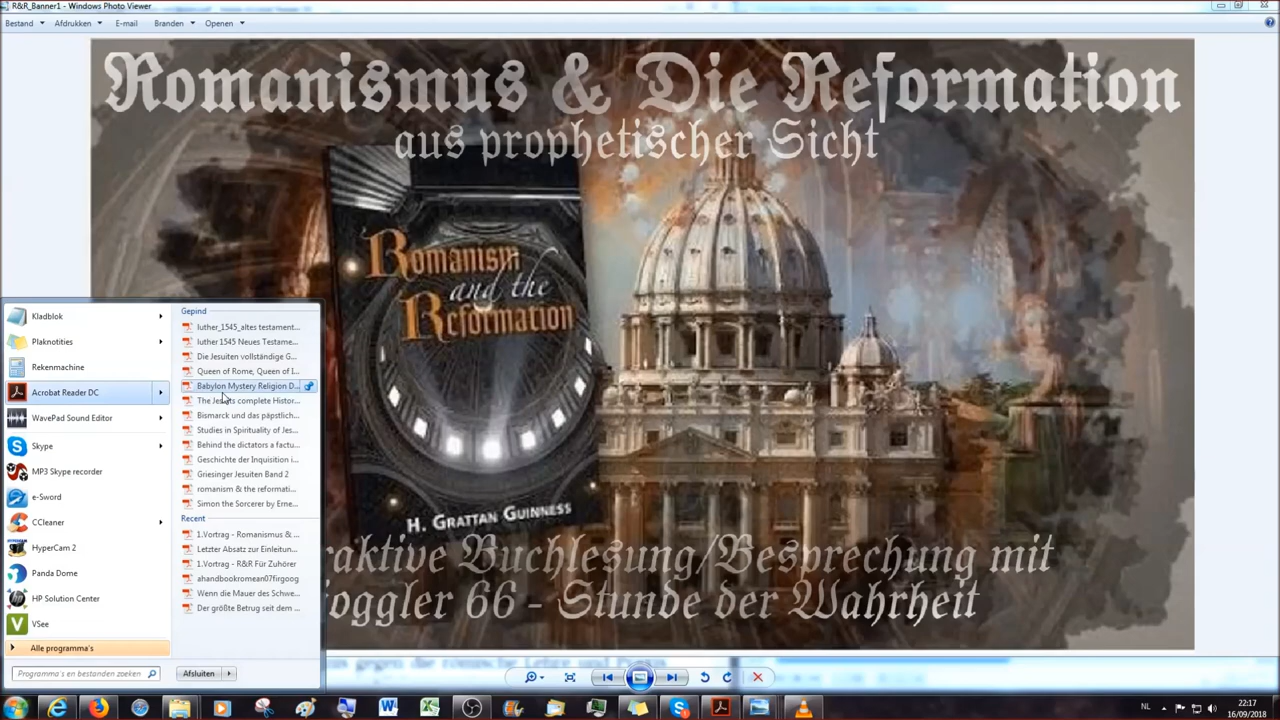 R&R_Banner1 - Windows Photo Viewer
Bestand Afdrukken E-mail Branden Openen
Romanismus & Die Reformation
aus prophetischer Sicht
Romanism
and the
Reformation
H. GRATTAN GUINNESS
raktive Buchlesung/Besprechung mit
oggler 66 - Stunde der Wahrheit
Kladblok
Plaknotities
Rekenmachine
Acrobat Reader DC
WavePad Sound Editor
Skype
MP3 Skype recorder
e-Sword
CCleaner
HyperCam 2
Panda Dome
HP Solution Center
VSee
Alle programma's
Programma's en bestanden zoeken
Afsluiten
Gepind
luther_1545_altes testament...
luther 1545 Neues Testame...
Die Jesuiten vollständige G...
Queen of Rome, Queen of I...
Babylon Mystery Religion D...
The Jesuits complete Histor...
Bismarck und das päpstlich...
Studies in Spirituality of Jes...
Behind the dictators a factu...
Geschichte der Inquisition i...
Griesinger Jesuiten Band 2
romanism & the reformati...
Simon the Sorcerer by Erne...
Recent
1.Vortrag - Romanismus & ...
Letzter Absatz zur Einleitun...
1.Vortrag - R&R Für Zuhörer
ahandbookromean07firgoog
Wenn die Mauer des Schwe...
Der größte Betrug seit dem ...
NL
22:17
16/09/2018